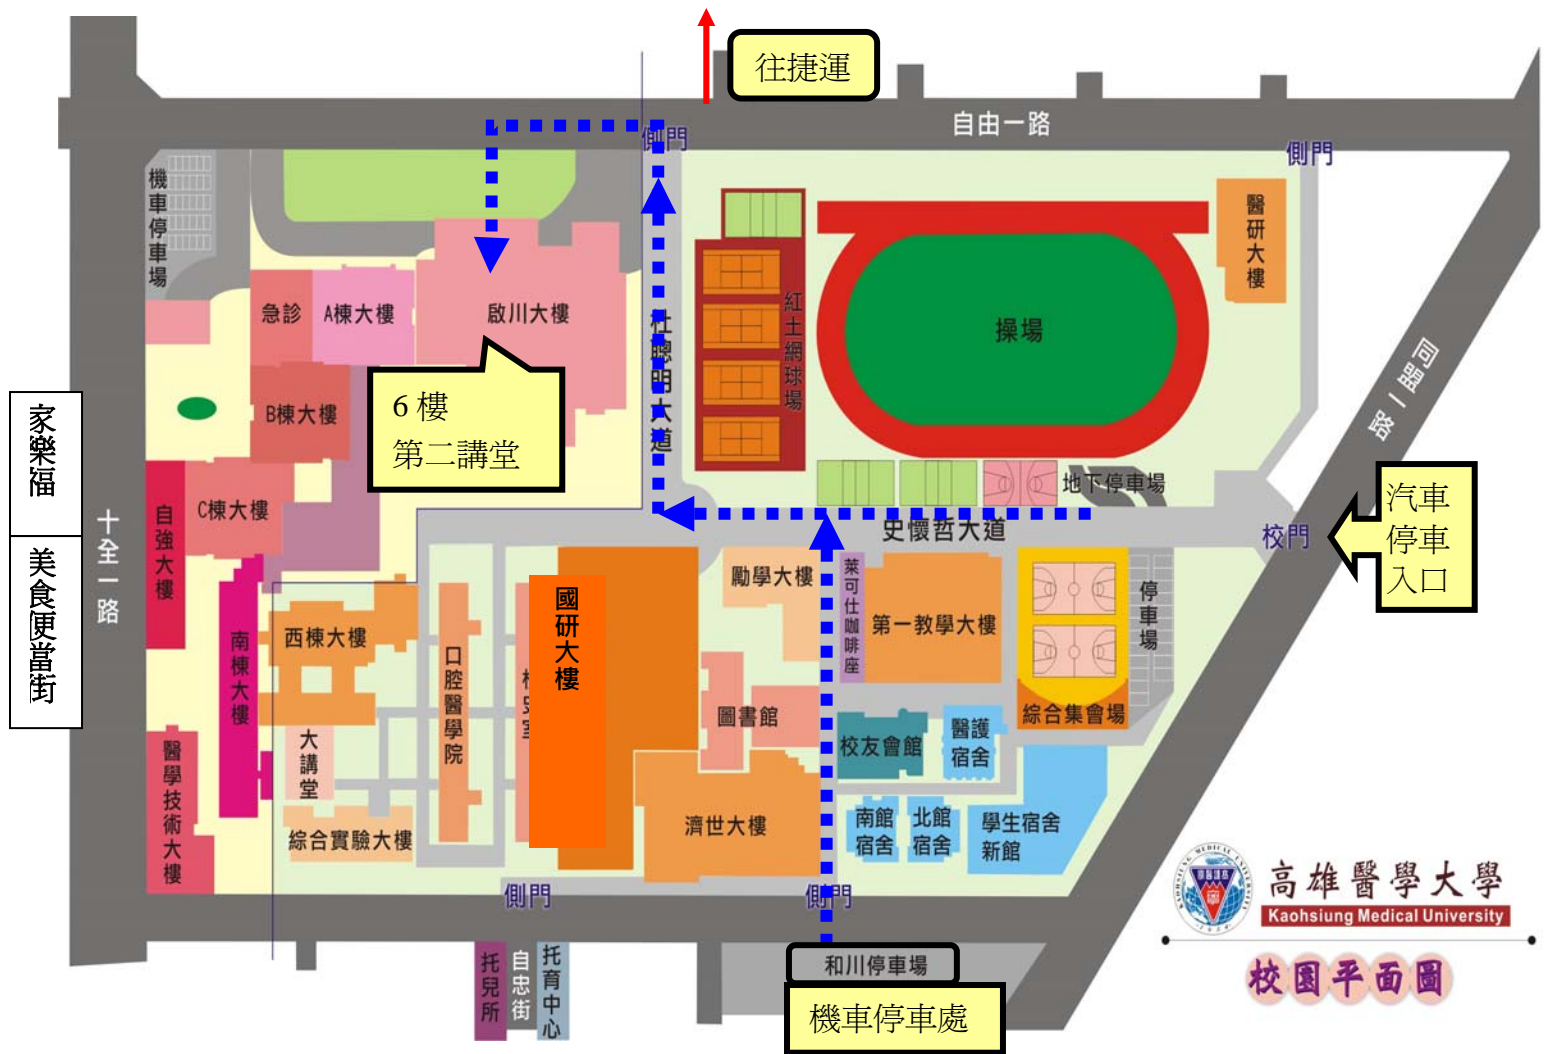 往捷運
自由一路
側門
側門
機車停車場
醫研大樓
急診
A棟大樓
啟川大樓
杜聰明大道
紅土網球場
操場
司凱一路
6 樓
第二講堂
B棟大樓
家樂福
美食便當街
十全一路
自強大樓
C棟大樓
地下停車場
史懷哲大道
校門
汽車
停車
入口
南棟大樓
西棟大樓
口腔醫學院
校史室
國研大樓
勵學大樓
萊可仕咖啡座
第一教學大樓
停車場
圖書館
綜合集會場
校友會館
醫護
宿舍
大講堂
醫學技術大樓
綜合實驗大樓
濟世大樓
南館
宿舍
北館
宿舍
學生宿舍
新館
側門
側門
托兒所
自忠街
托育中心
和川停車場
機車停車處
KAOHSIUNG MEDICAL UNIVERSITY
1954
高雄醫學大學
Kaohsiung Medical University
校園平面圖